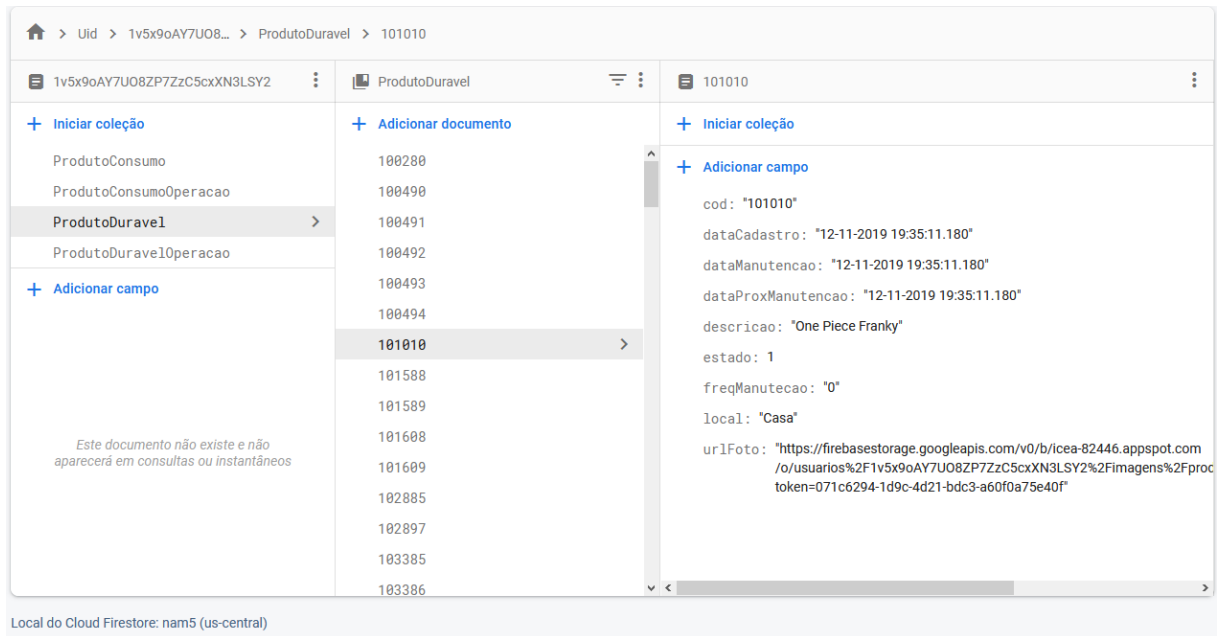 Uid > 1v5x9oAY7UO8… > ProdutoDuravel > 101010
1v5x9oAY7UO8ZP7ZzC5cxXN3LSY2
Iniciar coleção
ProdutoConsumo
ProdutoConsumoOperacao
ProdutoDuravel
ProdutoDuravelOperacao
Adicionar campo
Este documento não existe e não
aparecerá em consultas ou instantâneos
ProdutoDuravel
Adicionar documento
100280
100490
100491
100492
100493
100494
101010
101588
101589
101608
101609
102885
102897
103385
103386
101010
Iniciar coleção
Adicionar campo
cod: "101010"
dataCadastro: "12-11-2019 19:35:11.180"
dataManutencao: "12-11-2019 19:35:11.180"
dataProxManutencao: "12-11-2019 19:35:11.180"
descricao: "One Piece Franky"
estado: 1
freqManutecao: "0"
local: "Casa"
urlFoto: "https://firebasestorage.googleapis.com/v0/b/icea-82446.appspot.com
/o/usuarios%2F1v5x9oAY7UO8ZP7ZzC5cxXN3LSY2%2Fimagens%2Fproc
token=071c6294-1d9c-4d21-bdc3-a60f0a75e40f"
Local do Cloud Firestore: nam5 (us-central)